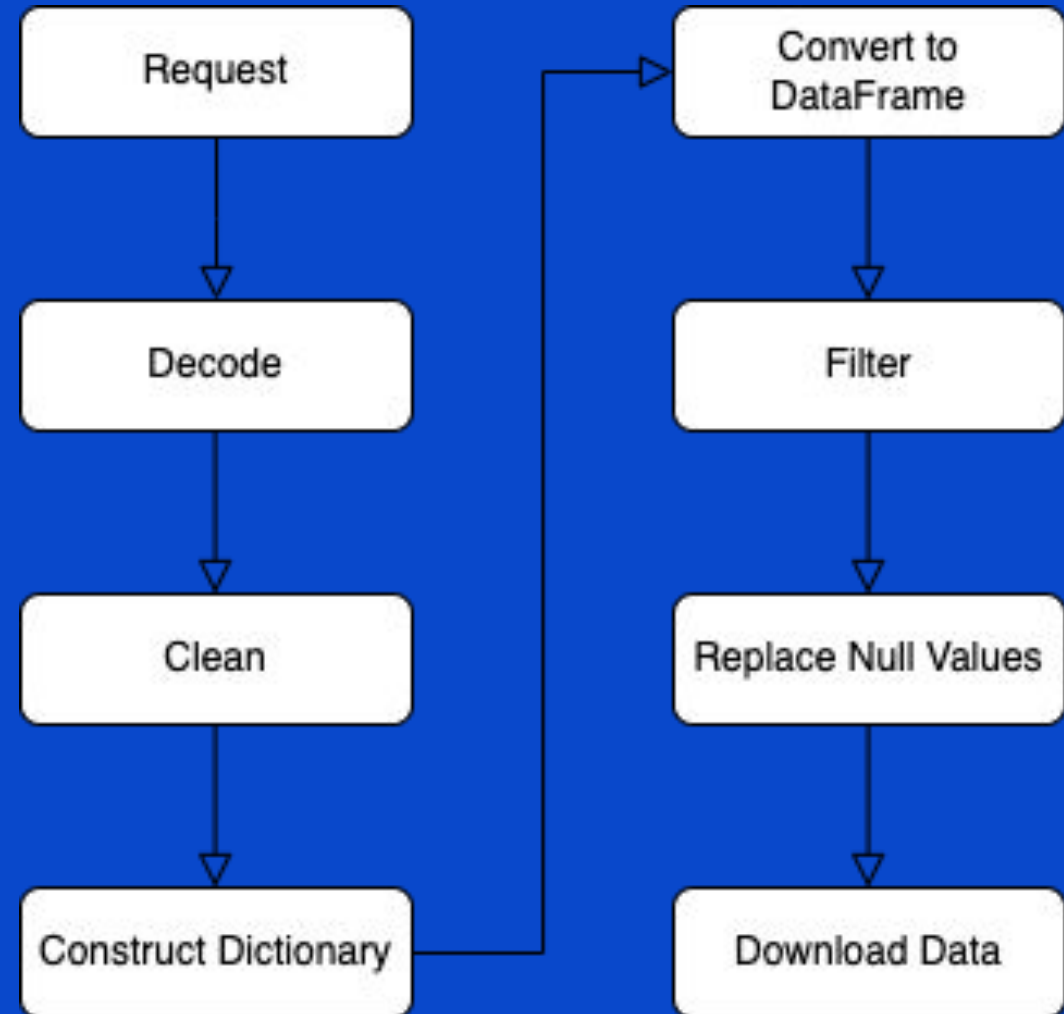 Request
Decode
Clean
Construct Dictionary
Convert to
DataFrame
Filter
Replace Null Values
Download Data